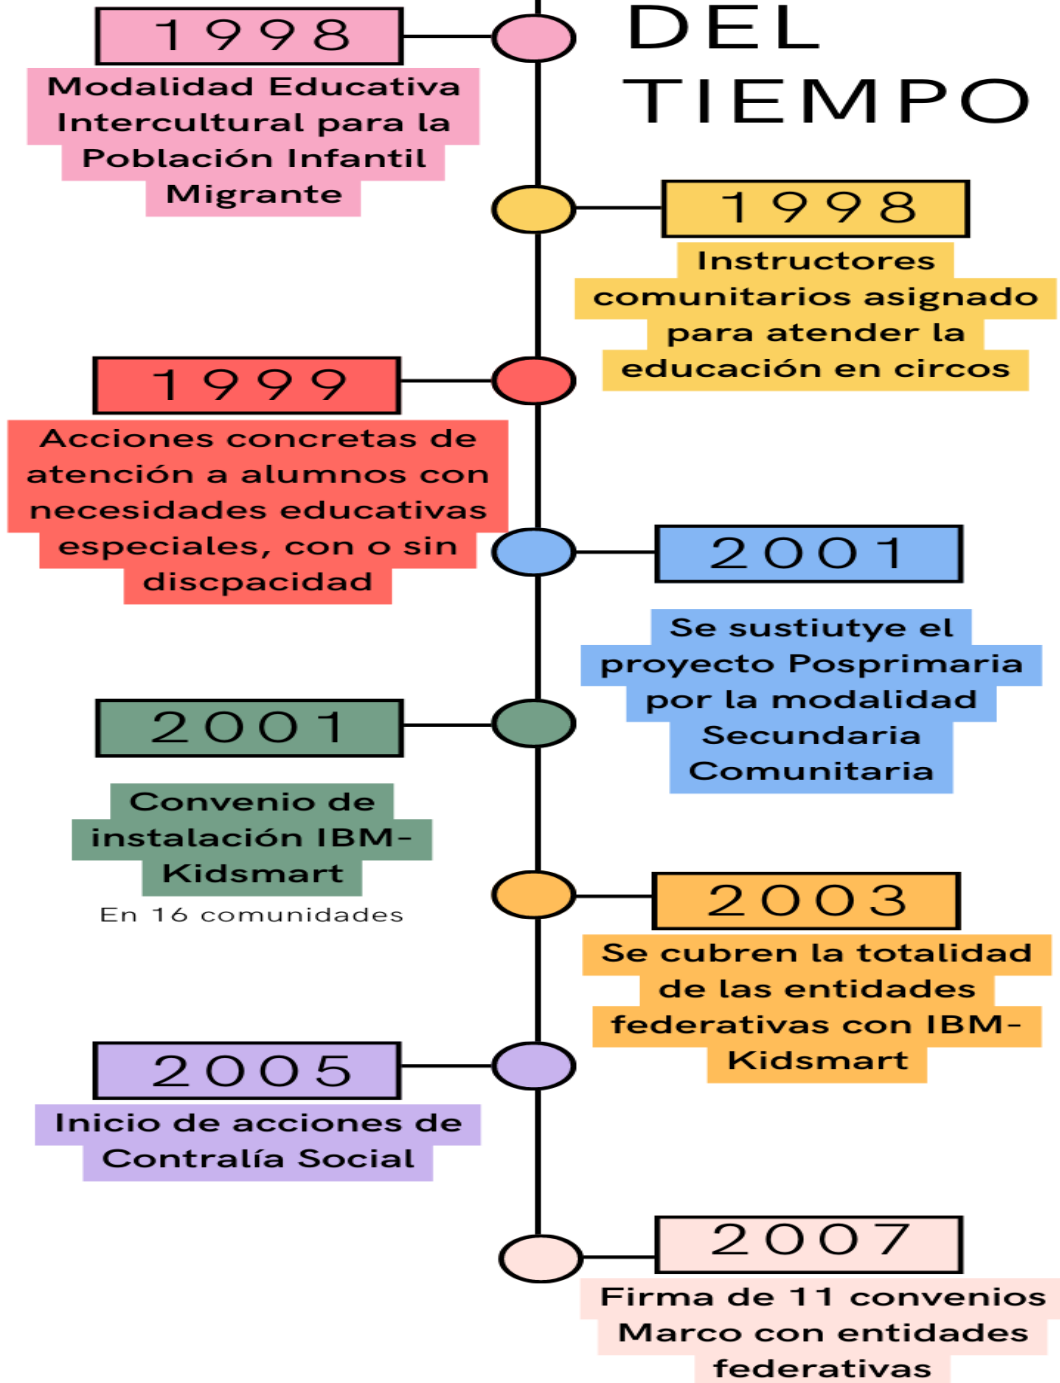 DEL
TIEMPO
1998
Modalidad Educativa
Intercultural para la
Población Infantil
Migrante
1998
Instructores
comunitarios asignado
para atender la
educación en circos
1999
Acciones concretas de
atención a alumnos con
necesidades educativas
especiales, con o sin
discpacidad
2001
Se sustiutye el
proyecto Posprimaria
por la modalidad
Secundaria
Comunitaria
2001
Convenio de
instalación IBM-
Kidsmart
En 16 comunidades
2003
Se cubren la totalidad
de las entidades
federativas con IBM-
Kidsmart
2005
Inicio de acciones de
Contralía Social
2007
Firma de 11 convenios
Marco con entidades
federativas